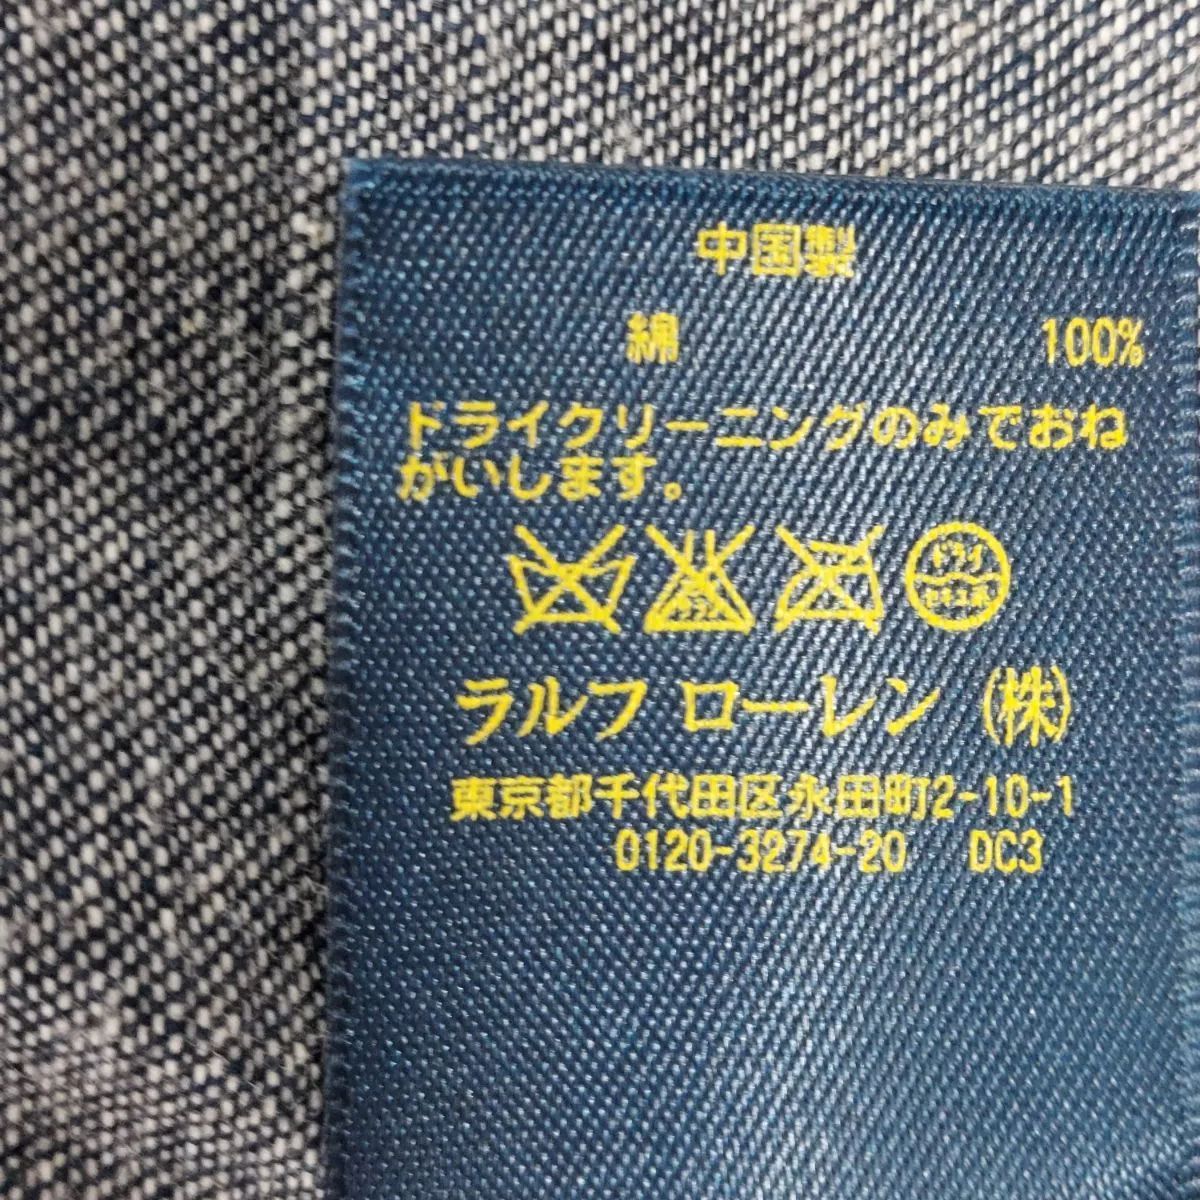 中国製
綿 100%
ドライクリーニングのみでおね
がいします。
ドライ
セキユ系
ラルフ ローレン (株)
東京都千代田区永田町2-10-1
0120-3274-20 DC3